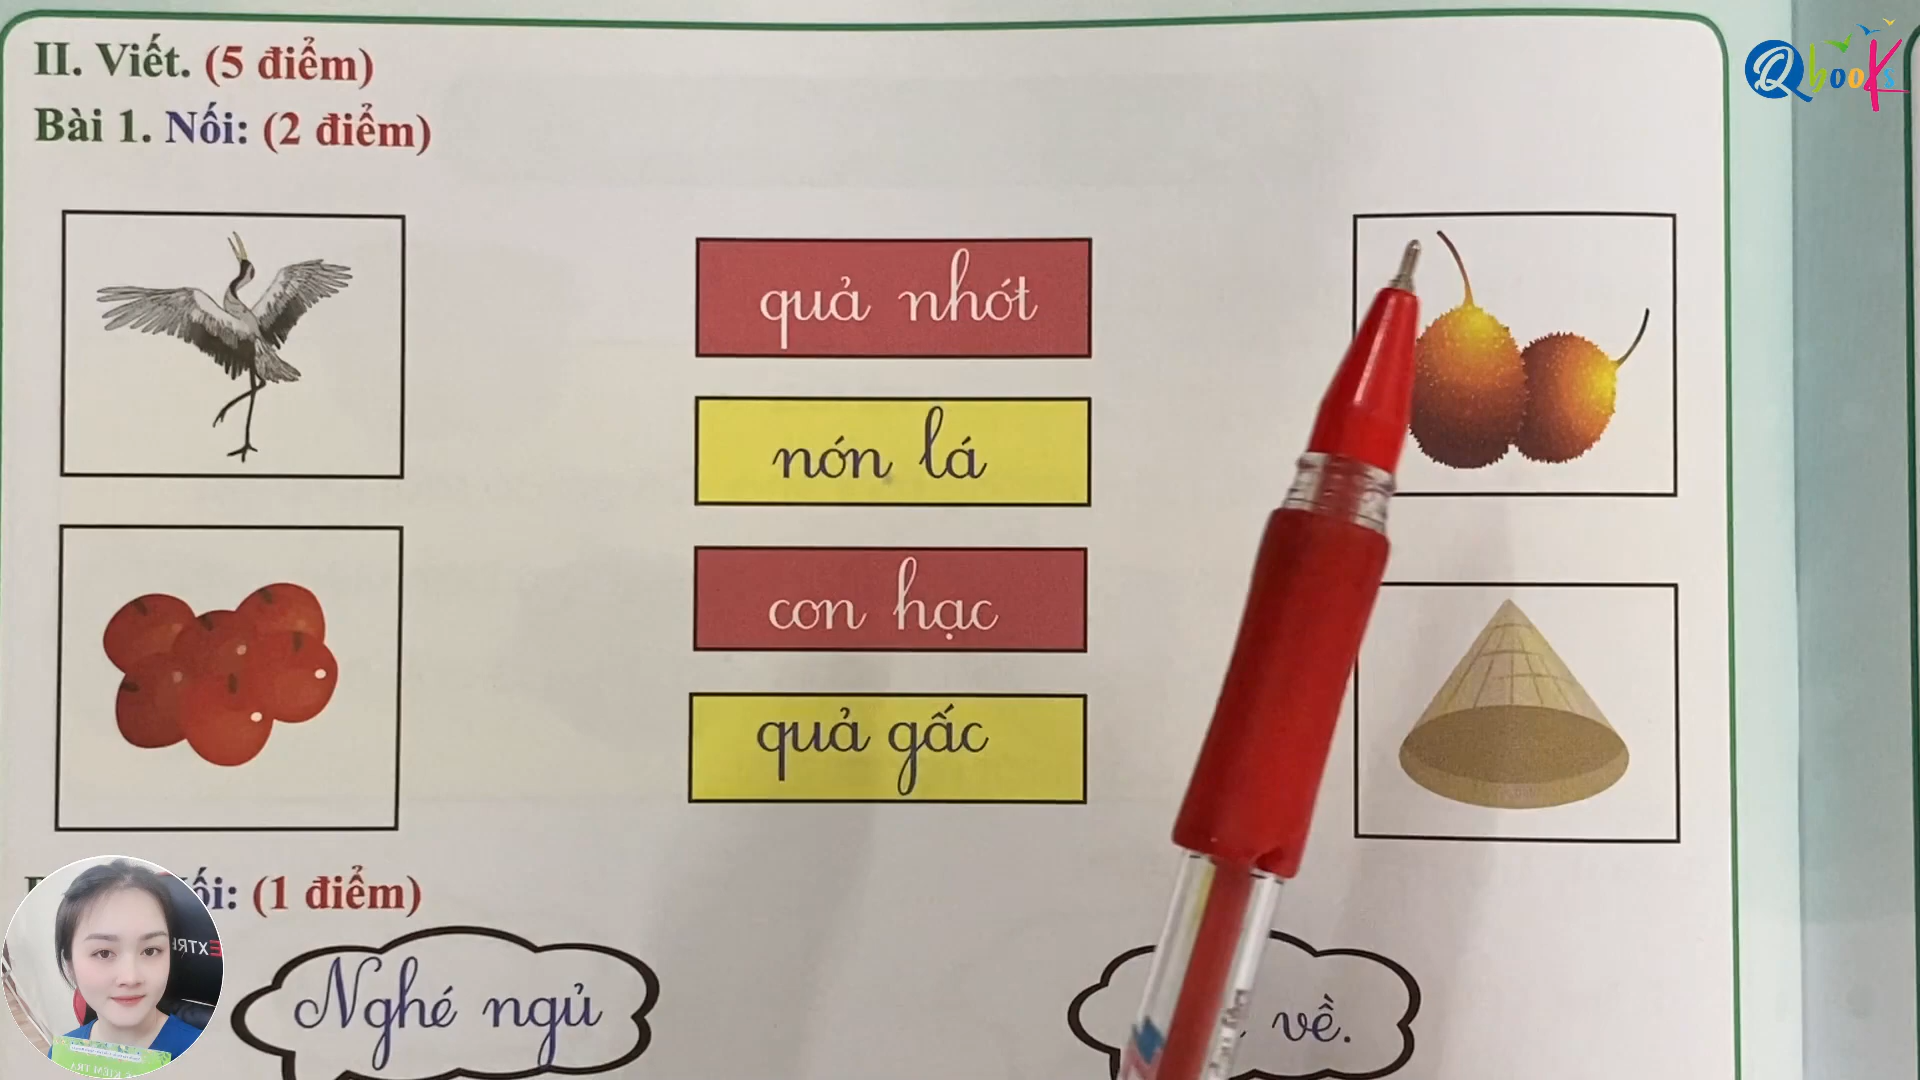 II. Viết. (5 điểm)
Bài 1. Nối: (2 điểm)
Qbooks
quả nhót
nón lá
con hạc
quả gấc
ối: (1 điểm)
Nghé ngủ
về.